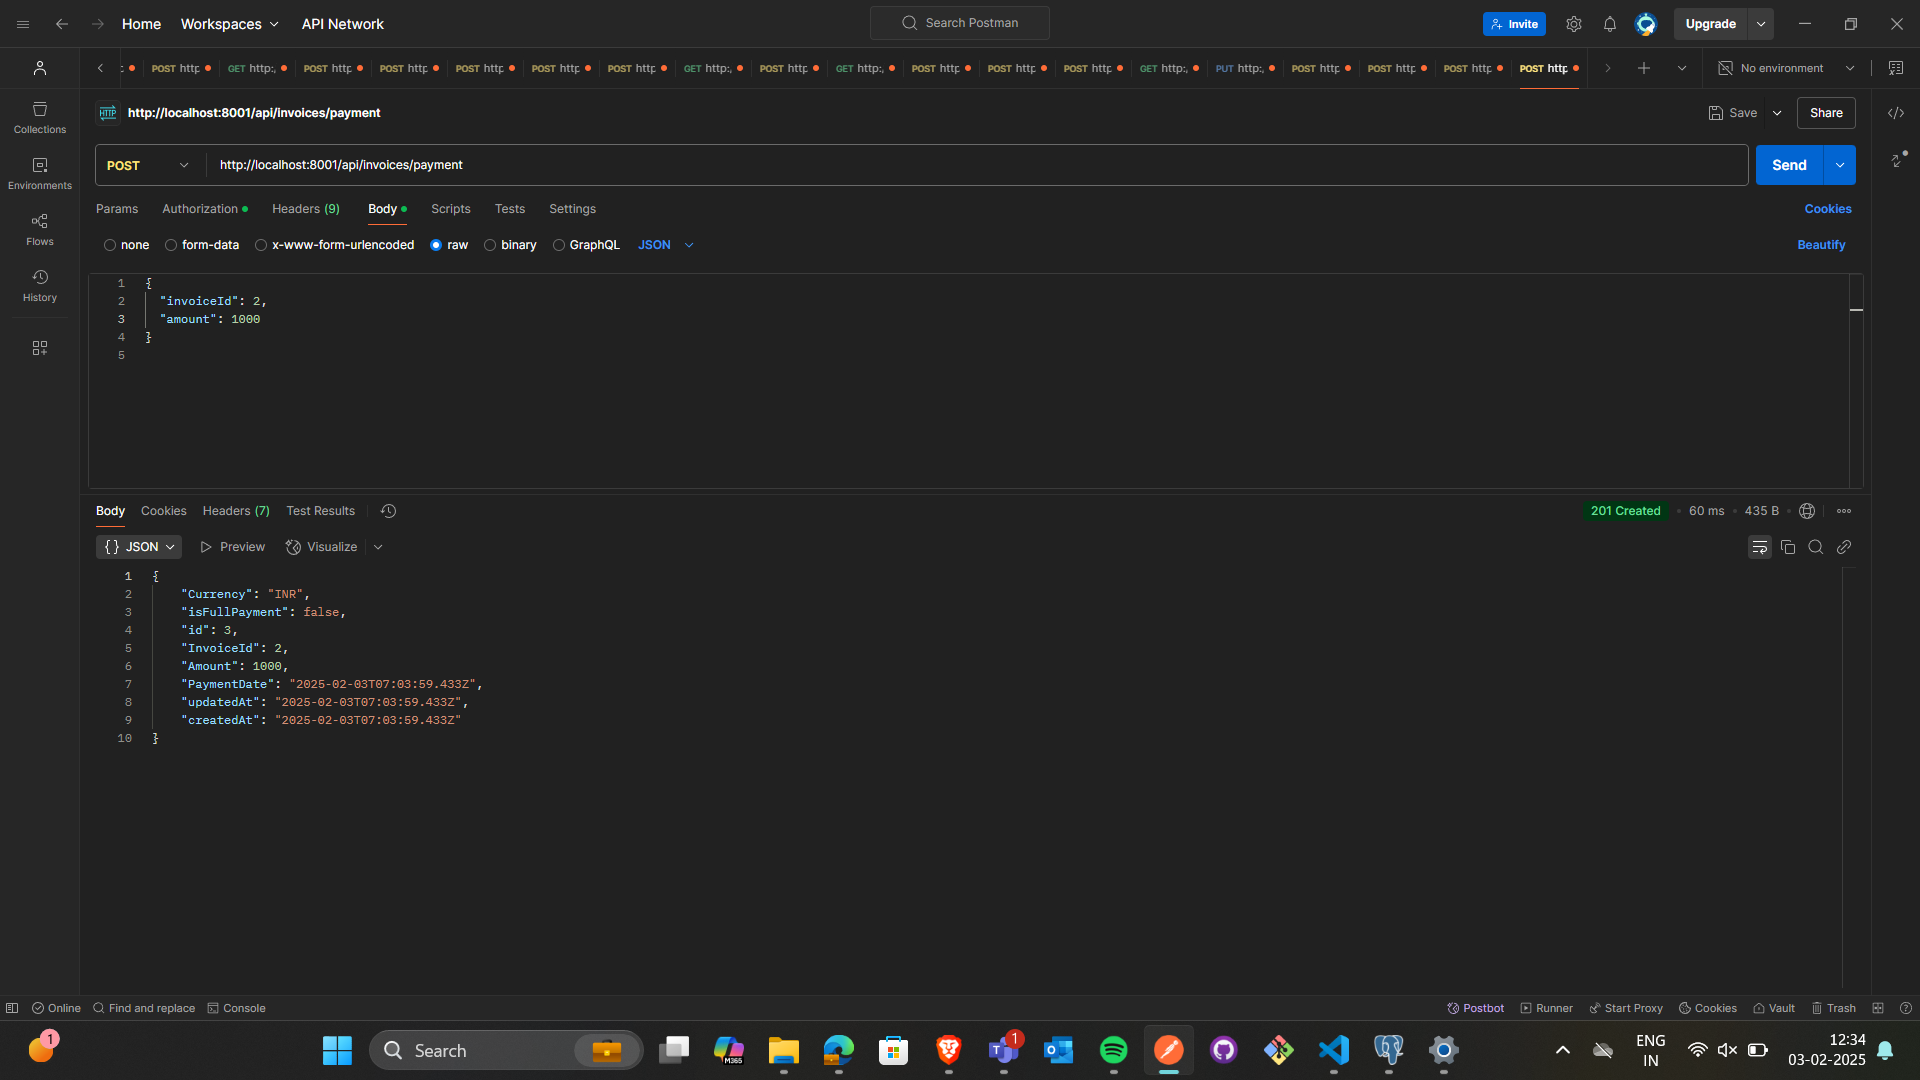 Home Workspaces API Network Search Postman Invite Upgrade
POST http POST http GET http: POST http POST http POST http POST http POST http GET http: POST http GET http: POST http POST http POST http GET http: PUT http: POST http POST http POST http POST http No environment
HTTP http://localhost:8001/api/invoices/payment Save Share
Collections
POST http://localhost:8001/api/invoices/payment Send
Environments
Params Authorization Headers (9) Body Scripts Tests Settings Cookies
Flows
none form-data x-www-form-urlencoded raw binary GraphQL JSON Beautify
History
1 {
2 "invoiceId": 2,
3 "amount": 1000
4 }
5
Body Cookies Headers (7) Test Results 201 Created 60 ms 435 B
{} JSON Preview Visualize
1 {
2 "Currency": "INR",
3 "isFullPayment": false,
4 "id": 3,
5 "InvoiceId": 2,
6 "Amount": 1000,
7 "PaymentDate": "2025-02-03T07:03:59.433Z",
8 "updatedAt": "2025-02-03T07:03:59.433Z",
9 "createdAt": "2025-02-03T07:03:59.433Z"
10 }
Online Find and replace Console Postbot Runner Start Proxy Cookies Vault Trash
1 Search M365 1 ENG IN 12:34
03-02-2025